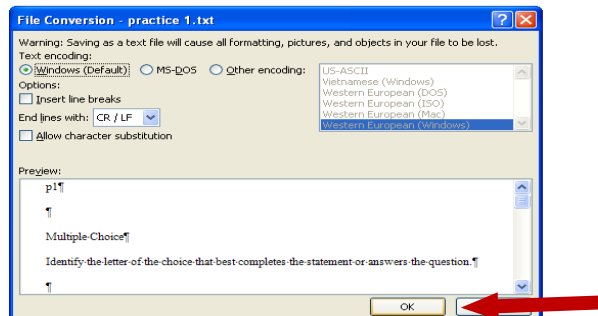 File Conversion - practice 1.txt
Warning: Saving as a text file will cause all formatting, pictures, and objects in your file to be lost.
Text encoding:
Windows (Default) MS-DOS Other encoding:
US-ASCII
Vietnamese (Windows)
Western European (DOS)
Western European (ISO)
Western European (Mac)
Western European (Windows)
Options:
Insert line breaks
End lines with: CR / LF
Allow character substitution
Preview:
p1¶
¶
Multiple·Choice¶
Identify·the·letter·of·the·choice·that·best·completes·the·statement·or·answers·the·question.¶
¶
OK